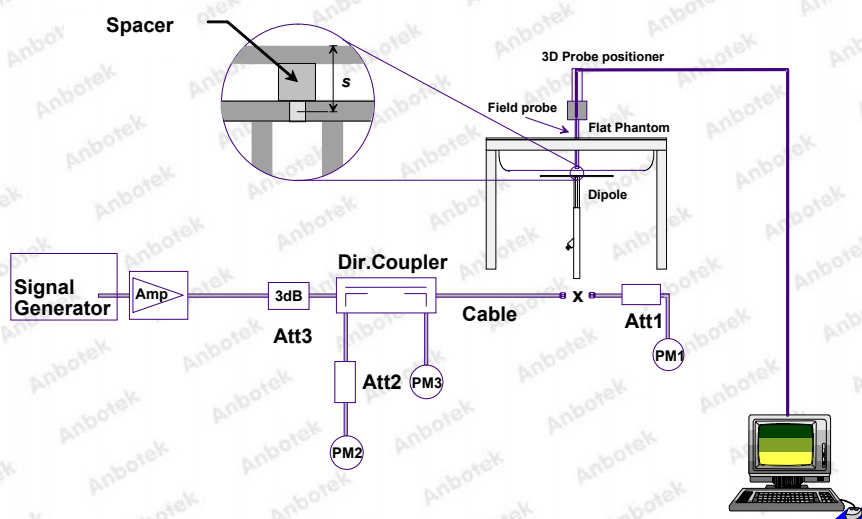 Spacer
s
3D Probe positioner
Field probe
Flat Phantom
Dipole
Signal
Generator
Amp
3dB
Att3
Dir.Coupler
Cable
x
Att1
PM1
Att2
PM3
PM2
Anbotek